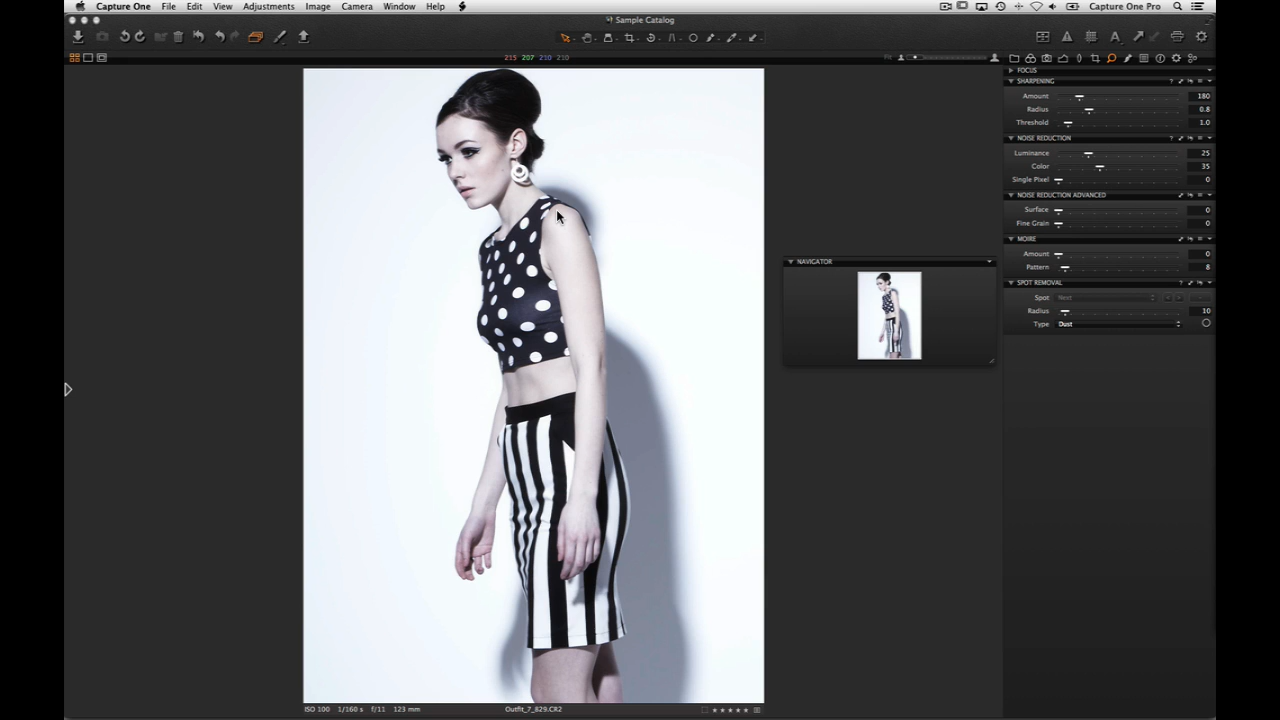 Capture One File Edit View Adjustments Image Camera Window Help Capture One Pro
Sample Catalog
215 207 210 210
Fit
FOCUS
SHARPENING
Amount 180
Radius 0.8
Threshold 1.0
NOISE REDUCTION
Luminance 25
Color 35
Single Pixel 0
NOISE REDUCTION ADVANCED
Surface 0
Fine Grain 0
MOIRE
Amount 0
Pattern 8
SPOT REMOVAL
Spot Next
Radius 10
Type Dust
NAVIGATOR
ISO 100 1/160 s f/11 123 mm Outfit_7_829.CR2